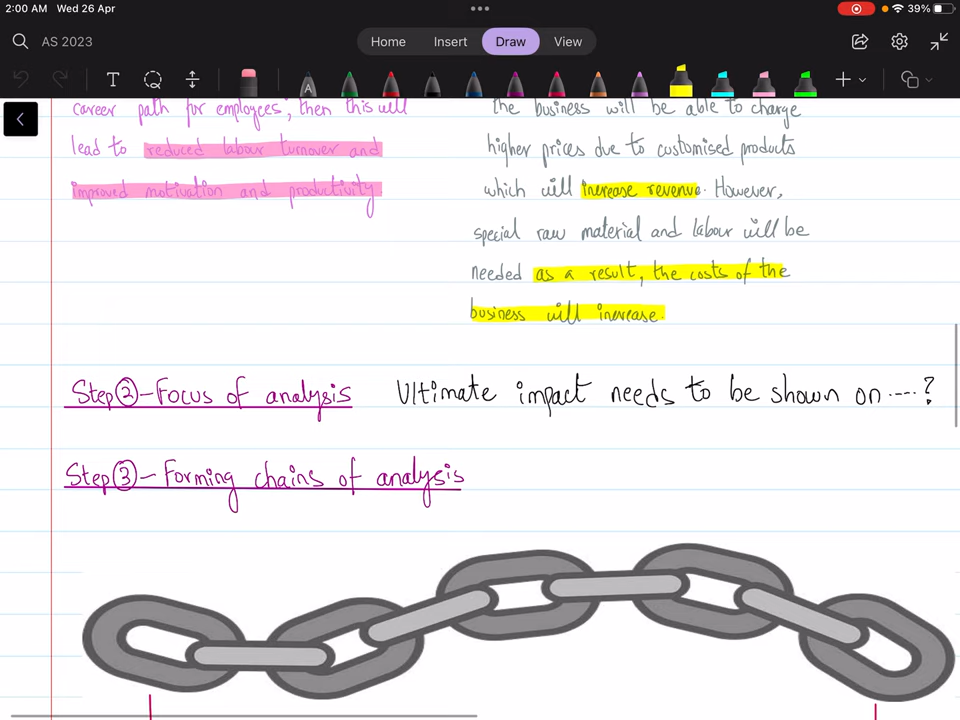 2:00 AM Wed 26 Apr
39%
AS 2023
Home Insert Draw View
T
A
career path for employees, then this will
lead to reduced labour turnover and
improved motivation and productivity.
the business will be able to charge
higher prices due to customised products
which will increase revenue. However,
special raw material and labour will be
needed as a result, the costs of the
business will increase.
Step ②-Focus of analysis Ultimate impact needs to be shown on ....?
Step ③- Forming chains of analysis